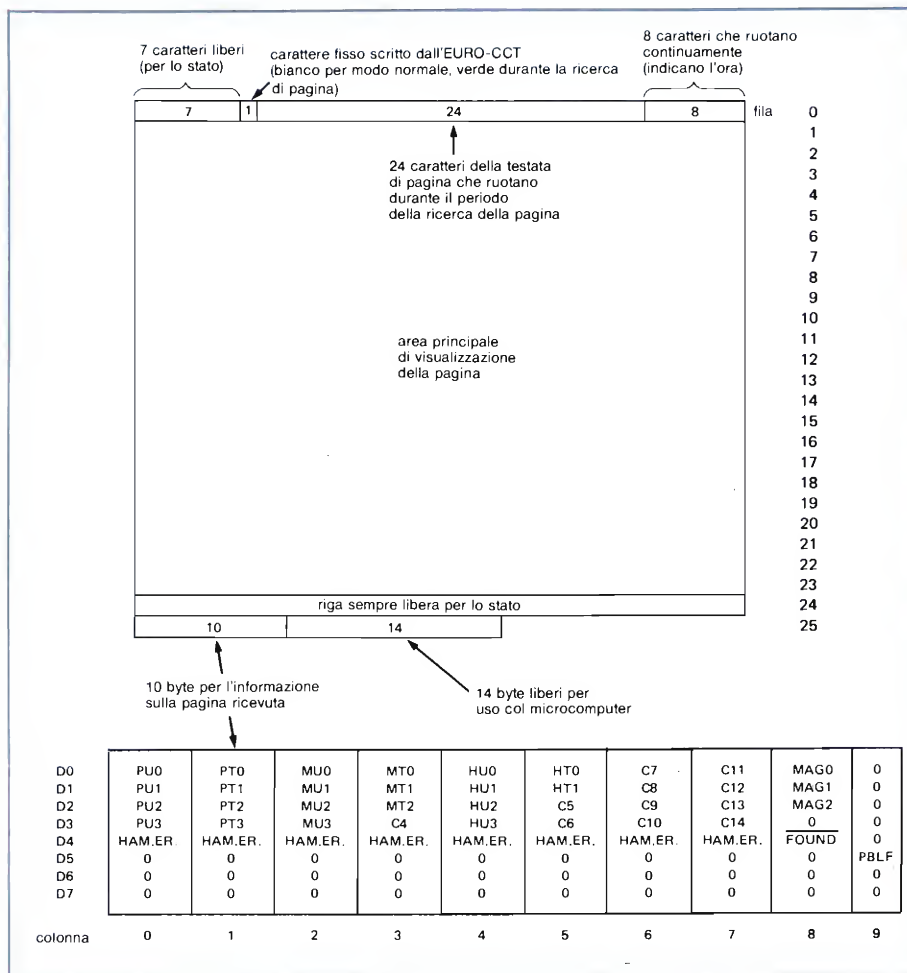 7 caratteri liberi
(per lo stato)
carattere fisso scritto dall'EURO-CCT
(bianco per modo normale, verde durante la ricerca
di pagina)
8 caratteri che ruotano
continuamente
(indicano l'ora)
7 1 24 8 fila 0
1
2
3
4
5
6
7
8
9
10
11
12
13
14
15
16
17
18
19
20
21
22
23
24
25
24 caratteri della testata
di pagina che ruotano
durante il periodo
della ricerca della pagina
area principale
di visualizzazione
della pagina
riga sempre libera per lo stato
10 14
10 byte per l'informazione
sulla pagina ricevuta
14 byte liberi per
uso col microcomputer
D0 PU0 PT0 MU0 MT0 HU0 HT0 C7 C11 MAG0 0
D1 PU1 PT1 MU1 MT1 HU1 HT1 C8 C12 MAG1 0
D2 PU2 PT2 MU2 MT2 HU2 C5 C9 C13 MAG2 0
D3 PU3 PT3 MU3 C4 HU3 C6 C10 C14 0 0
D4 HAM.ER. HAM.ER. HAM.ER. HAM.ER. HAM.ER. HAM.ER. HAM.ER. HAM.ER. FOUND 0
D5 0 0 0 0 0 0 0 0 0 PBLF
D6 0 0 0 0 0 0 0 0 0 0
D7 0 0 0 0 0 0 0 0 0 0
colonna 0 1 2 3 4 5 6 7 8 9